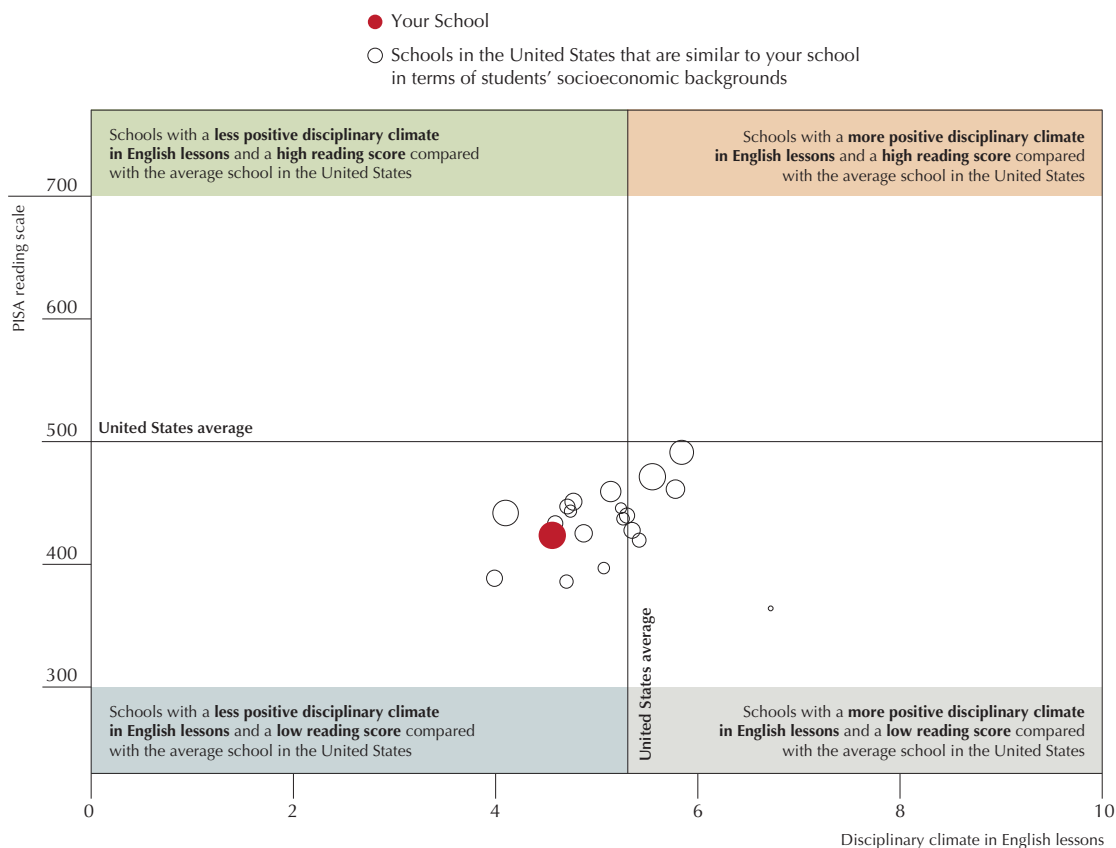 Your School
Schools in the United States that are similar to your school
in terms of students’ socioeconomic backgrounds
Schools with a less positive disciplinary climate
in English lessons and a high reading score compared
with the average school in the United States
Schools with a more positive disciplinary climate
in English lessons and a high reading score compared
with the average school in the United States
PISA reading scale
700
600
500
400
300
United States average
United States average
Schools with a less positive disciplinary climate
in English lessons and a low reading score compared
with the average school in the United States
Schools with a more positive disciplinary climate
in English lessons and a low reading score compared
with the average school in the United States
0
2
4
6
8
10
Disciplinary climate in English lessons